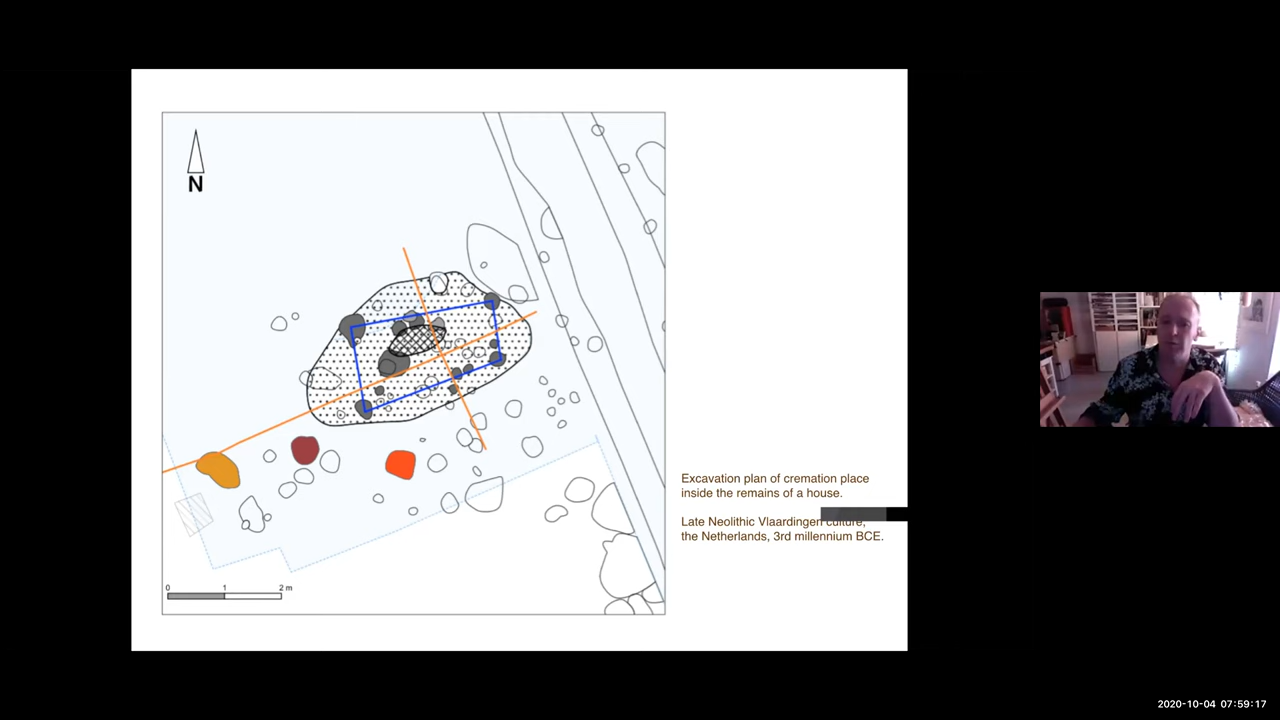 N
0 1 2 m
Excavation plan of cremation place
inside the remains of a house.
Late Neolithic Vlaardingen culture,
the Netherlands, 3rd millennium BCE.
2020-10-04 07:59:17